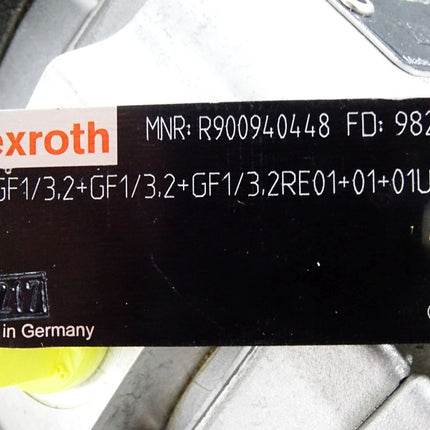 exroth MNR: R900940448 FD: 982
GF1/3,2+GF1/3.2+GF1/3,2RE01+01+01U
in Germany